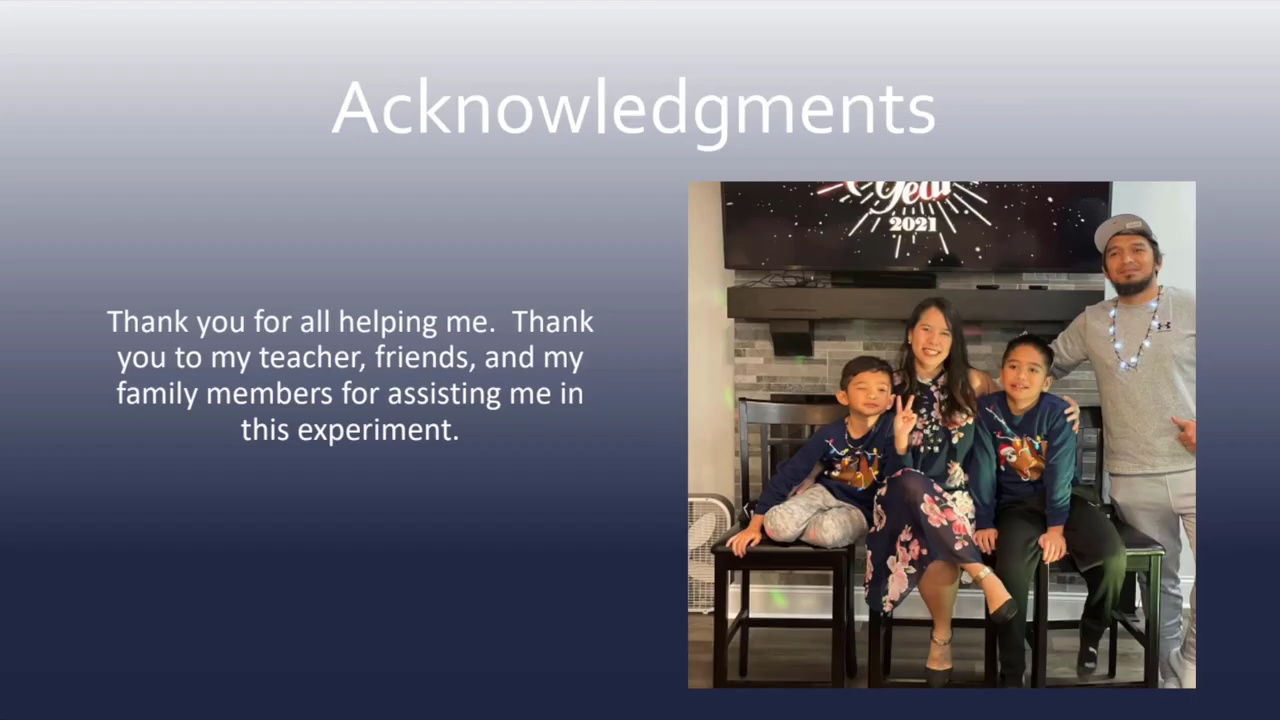 Acknowledgments
Year
2021
Thank you for all helping me.  Thank
you to my teacher, friends, and my
family members for assisting me in
this experiment.